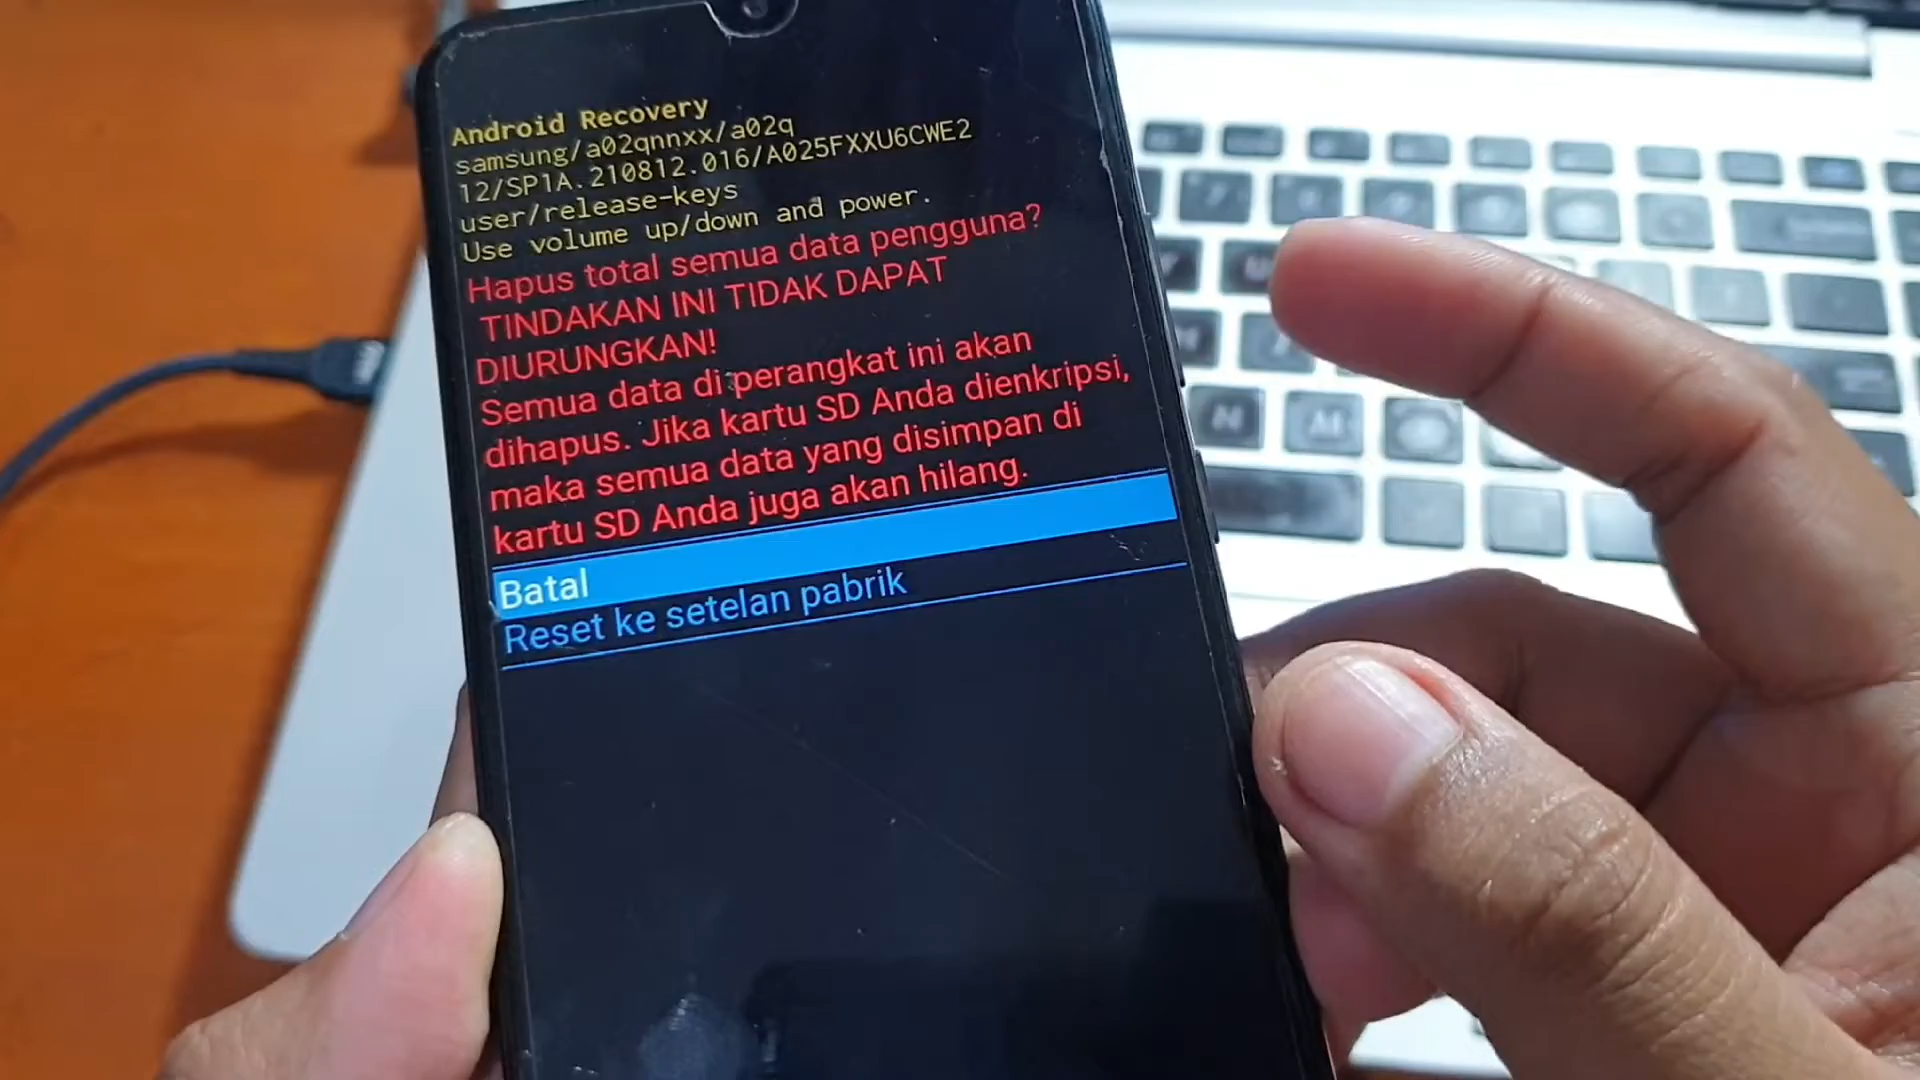 Android Recovery
samsung/a02qnnxx/a02q
12/SP1A.210812.016/A025FXXU6CWE2
user/release-keys
Use volume up/down and power.
Hapus total semua data pengguna?
TINDAKAN INI TIDAK DAPAT
DIURUNGKAN!
Semua data di perangkat ini akan
dihapus. Jika kartu SD Anda dienkripsi,
maka semua data yang disimpan di
kartu SD Anda juga akan hilang.
Batal
Reset ke setelan pabrik